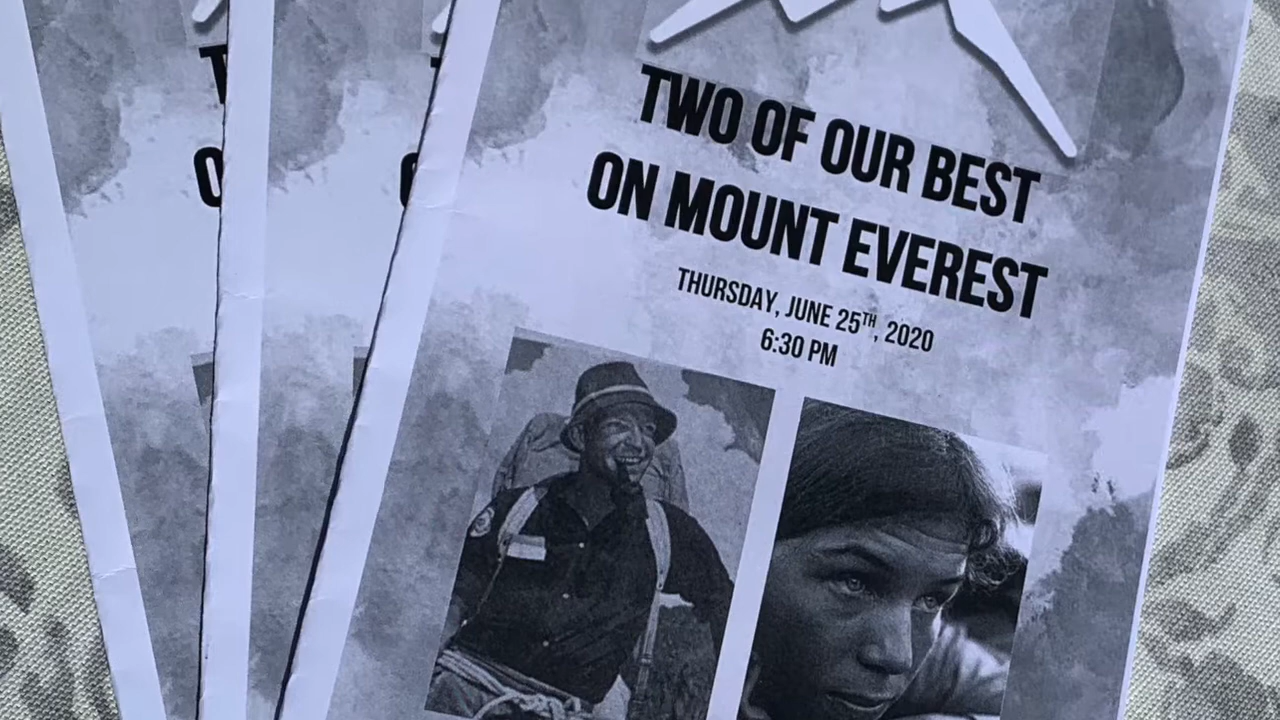 TWO OF OUR BEST
ON MOUNT EVEREST
THURSDAY, JUNE 25TH, 2020
6:30 PM